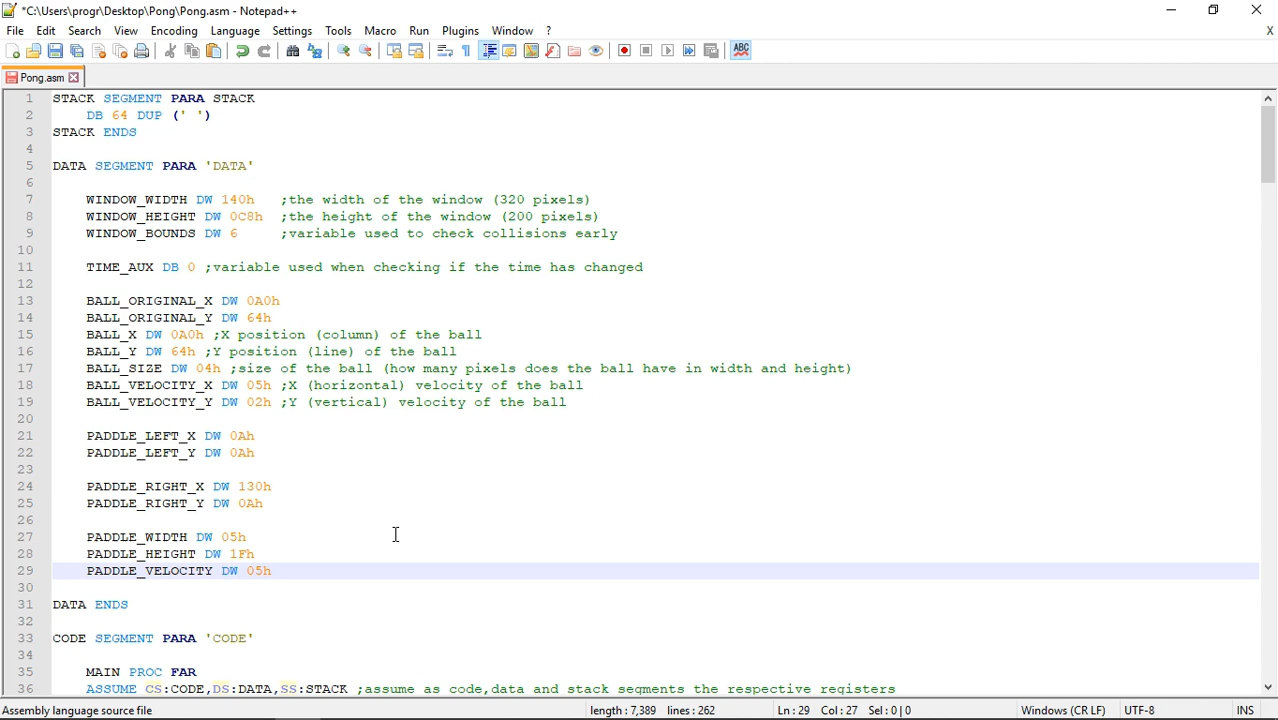 *C:\Users\progr\Desktop\Pong\Pong.asm - Notepad++
File Edit Search View Encoding Language Settings Tools Macro Run Plugins Window ? X
ABC
Pong.asm
1 STACK SEGMENT PARA STACK
2 DB 64 DUP (' ')
3 STACK ENDS
4
5 DATA SEGMENT PARA 'DATA'
6
7 WINDOW_WIDTH DW 140h ;the width of the window (320 pixels)
8 WINDOW_HEIGHT DW 0C8h ;the height of the window (200 pixels)
9 WINDOW_BOUNDS DW 6 ;variable used to check collisions early
10
11 TIME_AUX DB 0 ;variable used when checking if the time has changed
12
13 BALL_ORIGINAL_X DW 0A0h
14 BALL_ORIGINAL_Y DW 64h
15 BALL_X DW 0A0h ;X position (column) of the ball
16 BALL_Y DW 64h ;Y position (line) of the ball
17 BALL_SIZE DW 04h ;size of the ball (how many pixels does the ball have in width and height)
18 BALL_VELOCITY_X DW 05h ;X (horizontal) velocity of the ball
19 BALL_VELOCITY_Y DW 02h ;Y (vertical) velocity of the ball
20
21 PADDLE_LEFT_X DW 0Ah
22 PADDLE_LEFT_Y DW 0Ah
23
24 PADDLE_RIGHT_X DW 130h
25 PADDLE_RIGHT_Y DW 0Ah
26
27 PADDLE_WIDTH DW 05h
28 PADDLE_HEIGHT DW 1Fh
29 PADDLE_VELOCITY DW 05h
30
31 DATA ENDS
32
33 CODE SEGMENT PARA 'CODE'
34
35 MAIN PROC FAR
36 ASSUME CS:CODE,DS:DATA,SS:STACK ;assume as code,data and stack segments the respective registers
Assembly language source file length : 7,389 lines : 262 Ln : 29 Col : 27 Sel : 0 | 0 Windows (CR LF) UTF-8 INS